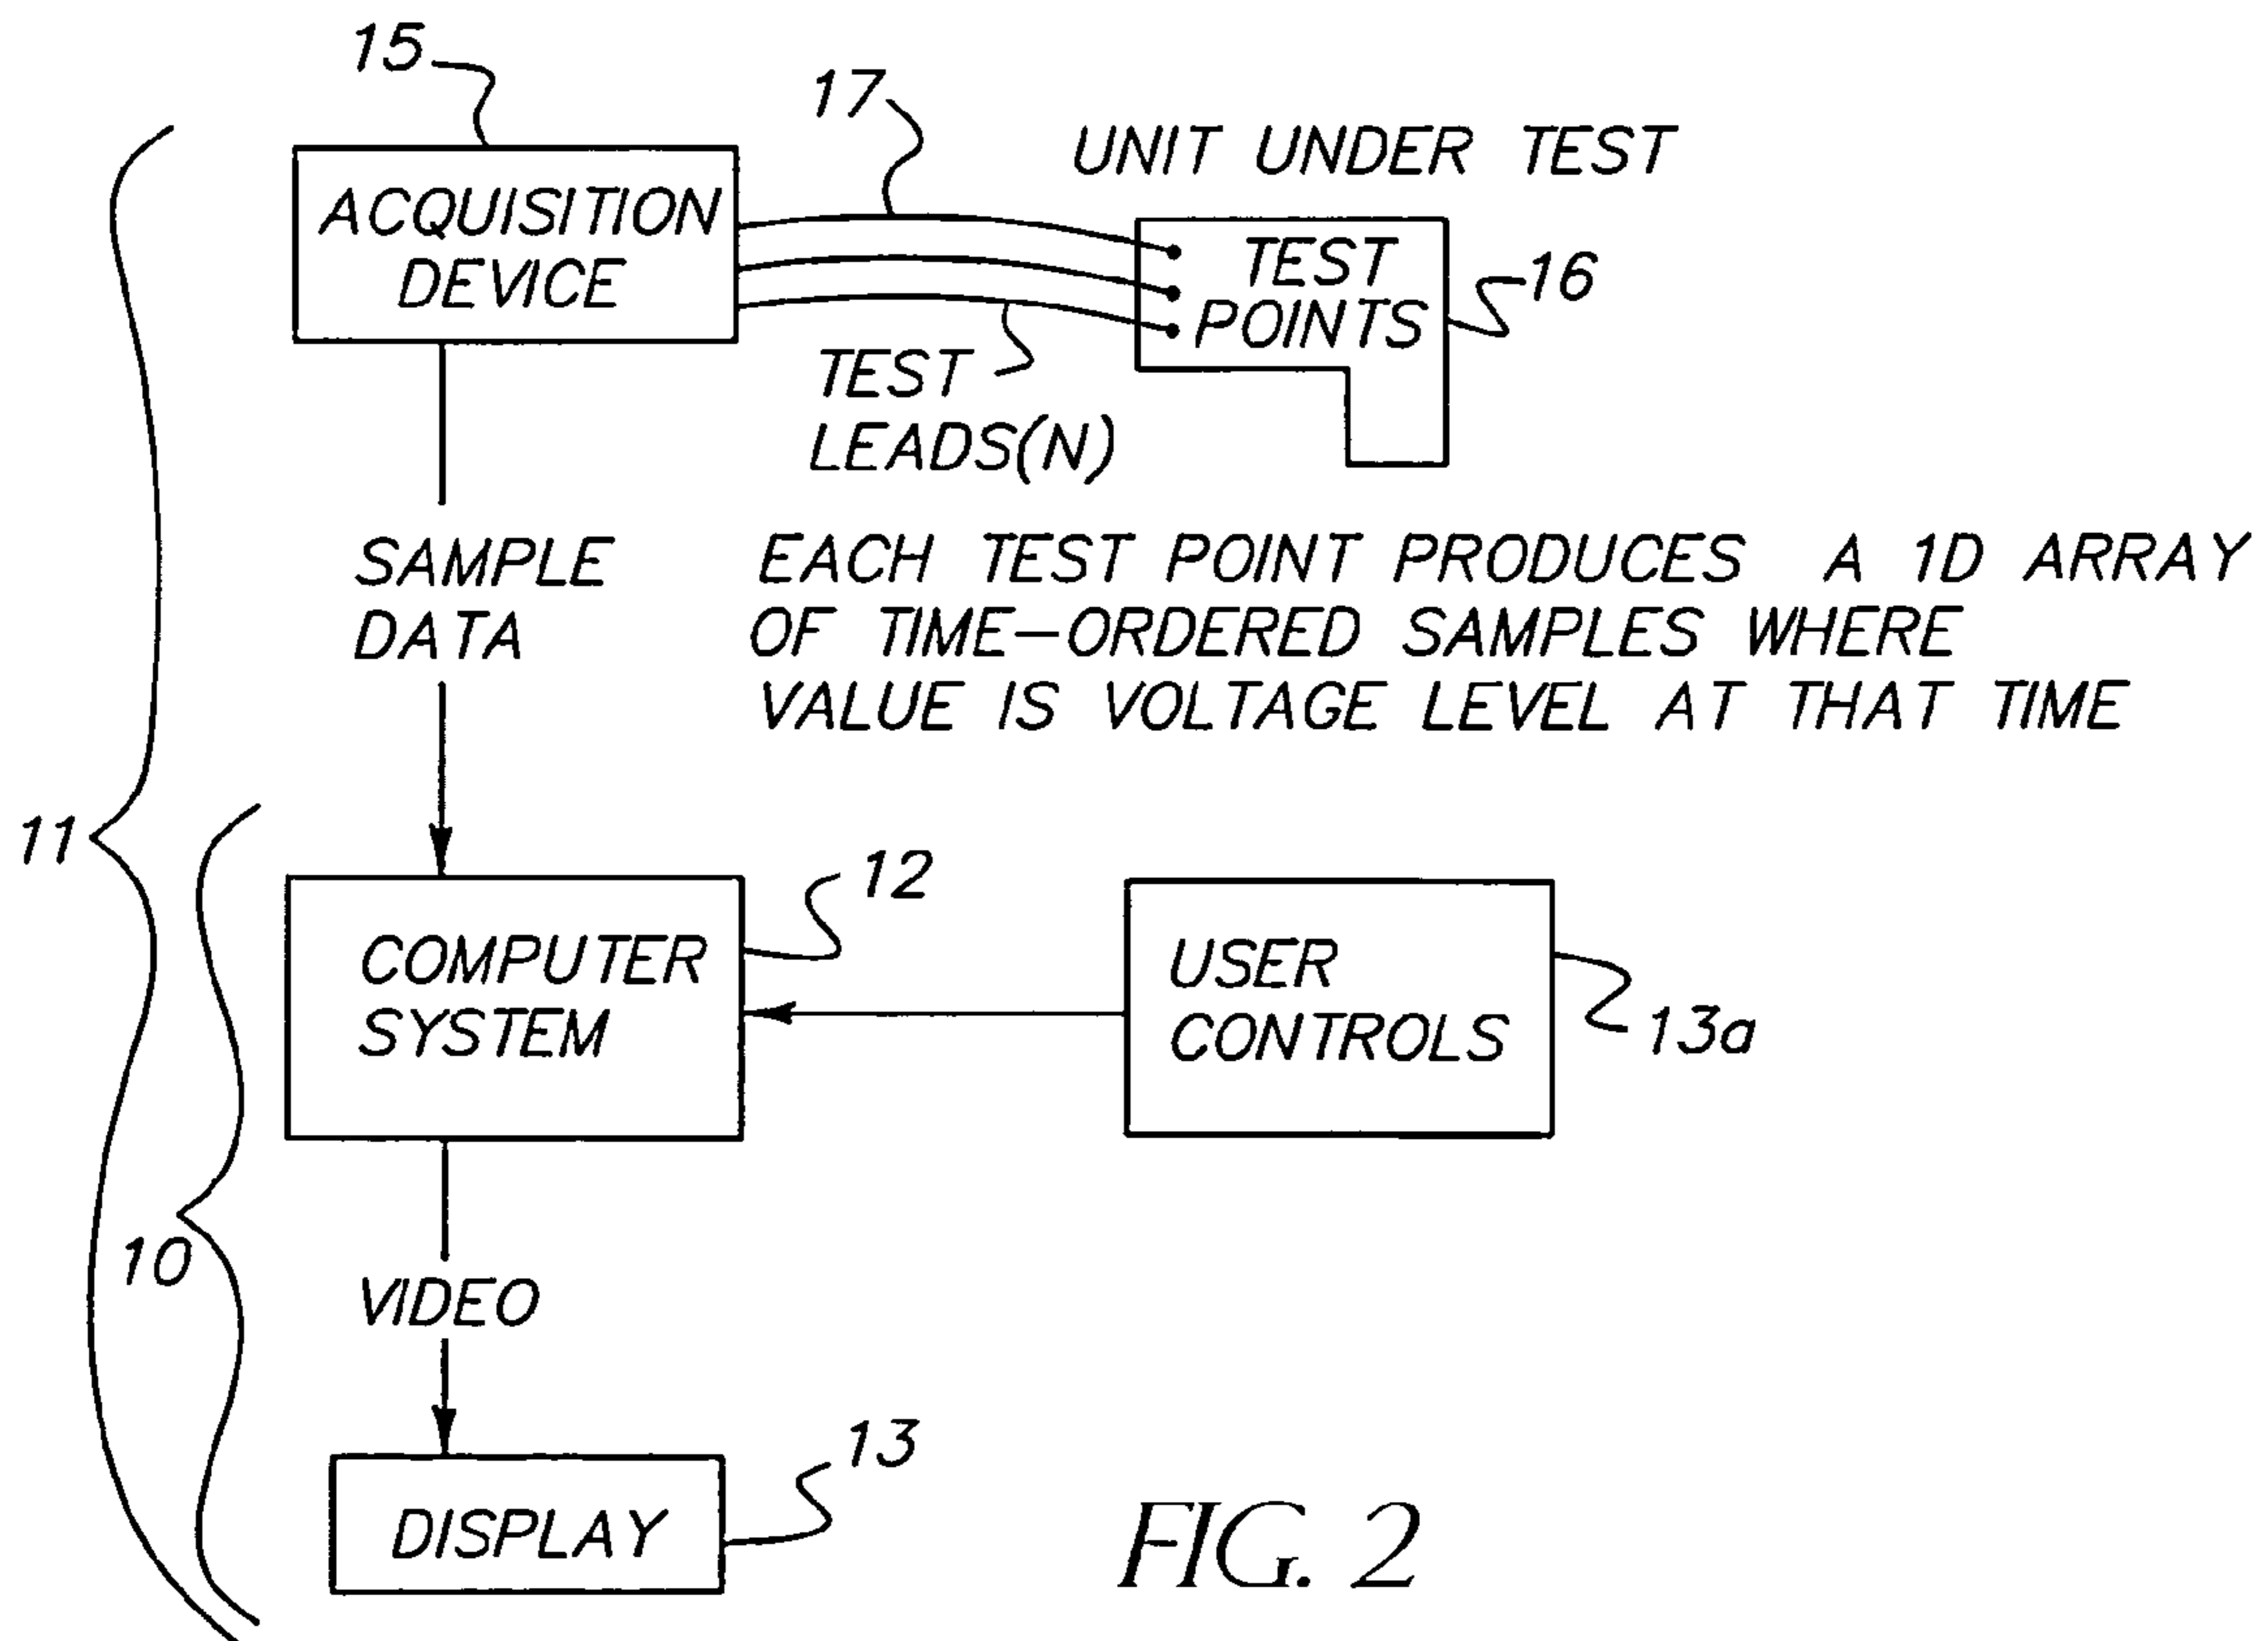 15
17
UNIT UNDER TEST
ACQUISITION
DEVICE
TEST
POINTS
16
TEST
LEADS(N)
SAMPLE
DATA
EACH TEST POINT PRODUCES A 1D ARRAY
OF TIME-ORDERED SAMPLES WHERE
VALUE IS VOLTAGE LEVEL AT THAT TIME
11
12
COMPUTER
SYSTEM
USER
CONTROLS
13a
10
VIDEO
13
DISPLAY
FIG. 2